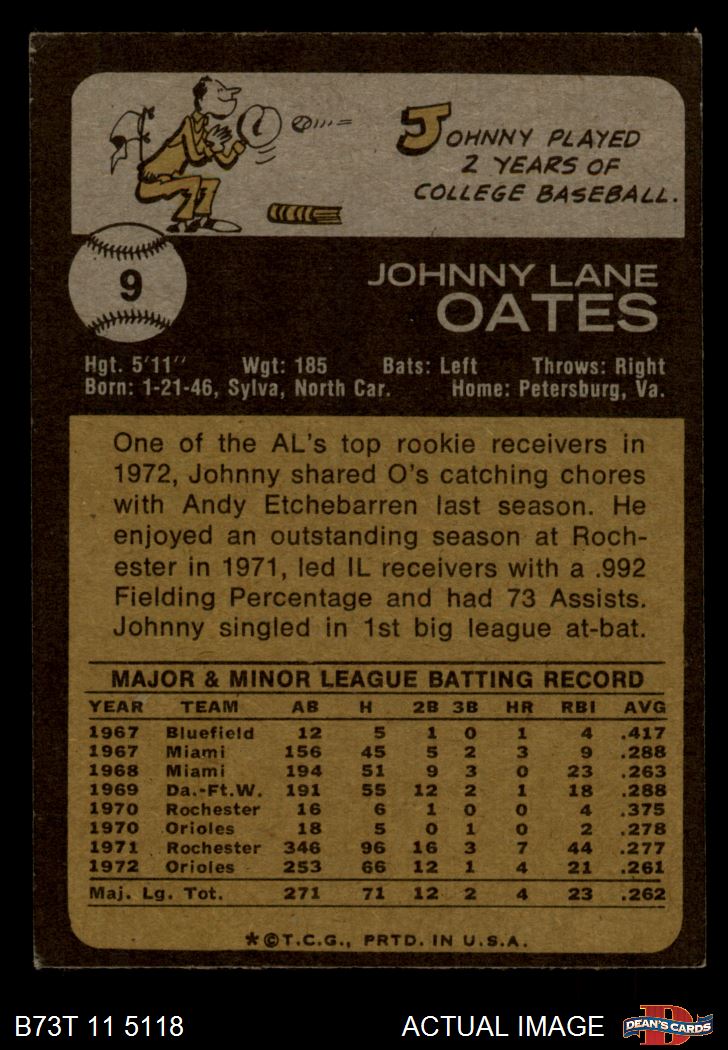 JOHNNY PLAYED
2 YEARS OF
COLLEGE BASEBALL.
9
JOHNNY LANE
OATES
Hgt. 5'11" Wgt: 185 Bats: Left Throws: Right
Born: 1-21-46, Sylva, North Car. Home: Petersburg, Va.
One of the AL's top rookie receivers in
1972, Johnny shared O's catching chores
with Andy Etchebarren last season. He
enjoyed an outstanding season at Roch-
ester in 1971, led IL receivers with a .992
Fielding Percentage and had 73 Assists.
Johnny singled in 1st big league at-bat.
MAJOR & MINOR LEAGUE BATTING RECORD
YEAR TEAM AB H 2B 3B HR RBI AVG
1967 Bluefield 12 5 1 0 1 4 .417
1967 Miami 156 45 5 2 3 9 .288
1968 Miami 194 51 9 3 0 23 .263
1969 Da.-Ft.W. 191 55 12 2 1 18 .288
1970 Rochester 16 6 1 0 0 4 .375
1970 Orioles 18 5 0 1 0 2 .278
1971 Rochester 346 96 16 3 7 44 .277
1972 Orioles 253 66 12 1 4 21 .261
Maj. Lg. Tot. 271 71 12 2 4 23 .262
*©T.C.G., PRTD. IN U.S.A.
B73T 11 5118 ACTUAL IMAGE D DEAN'S CARDS